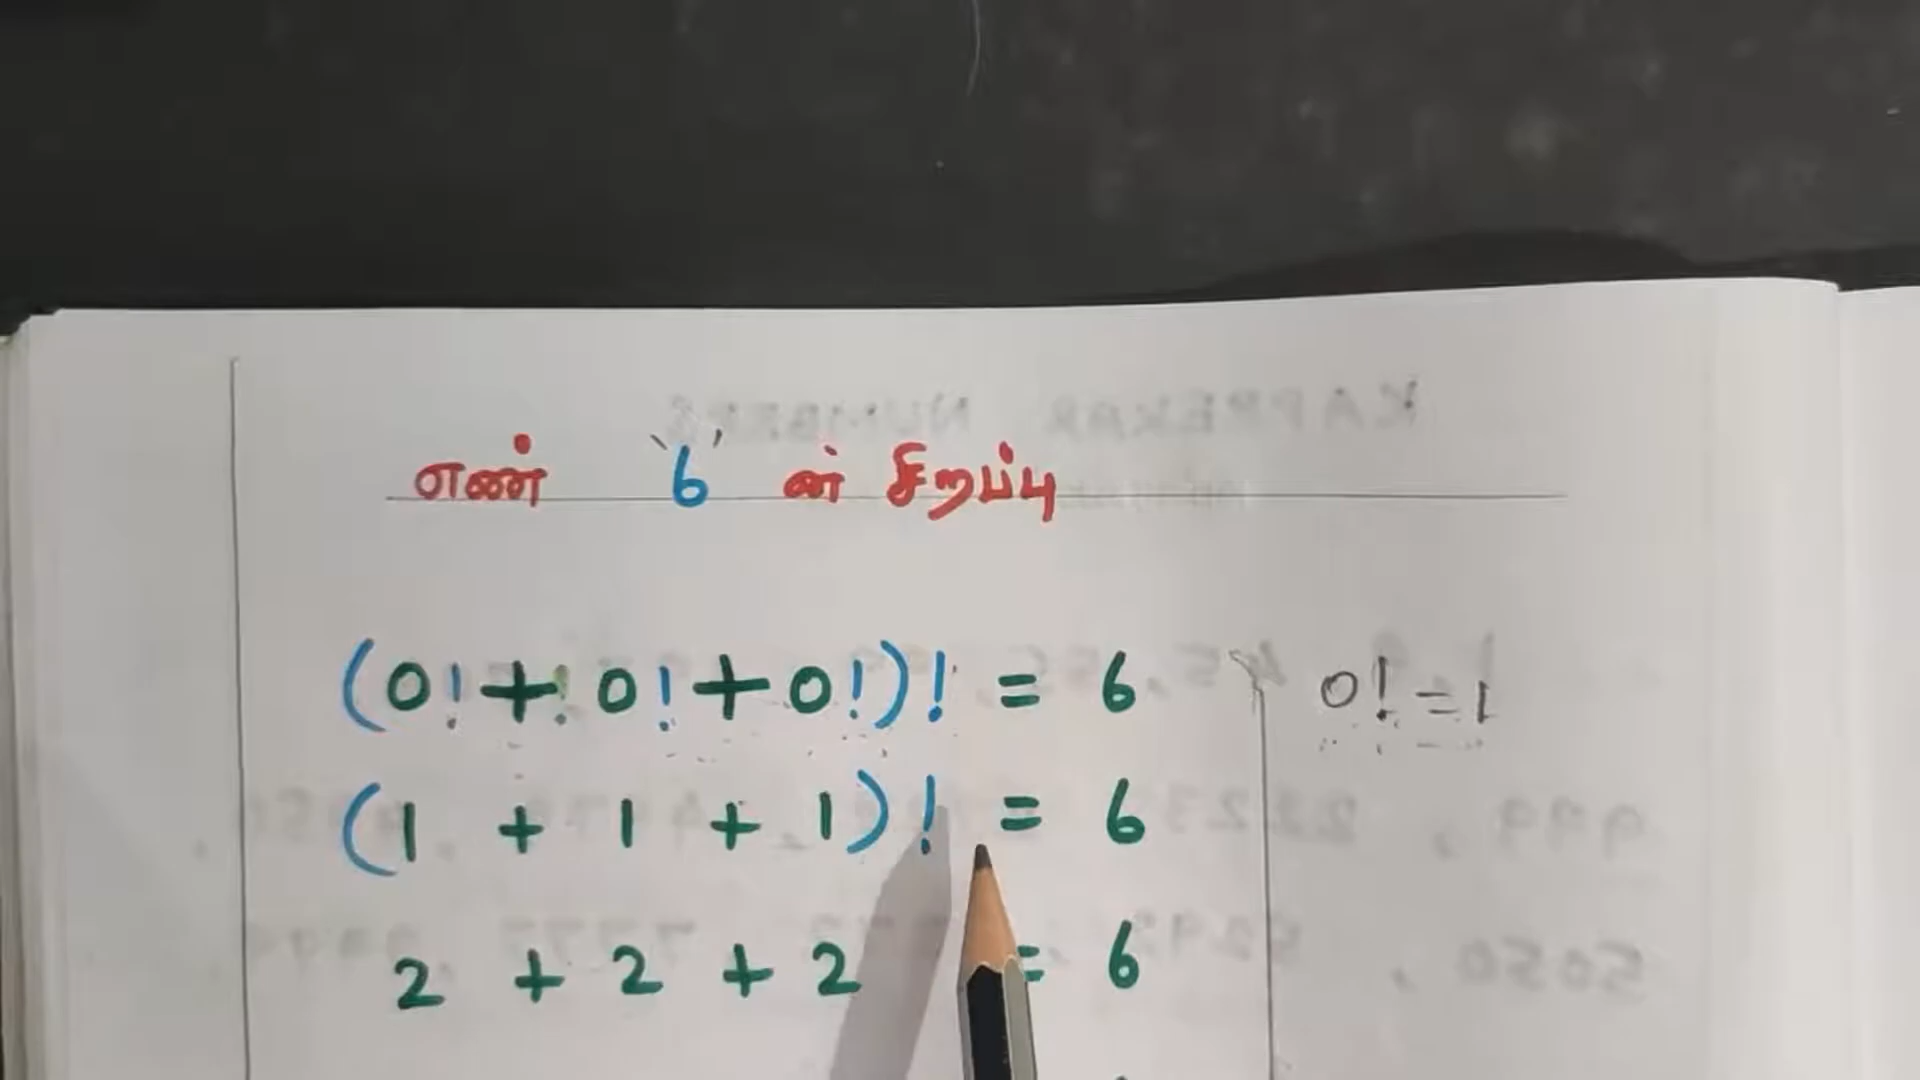 எண் `6' ன் சிறப்பு
(0! + 0! + 0!)! = 6
0! = 1
(1 + 1 + 1)! = 6
2 + 2 + 2 = 6